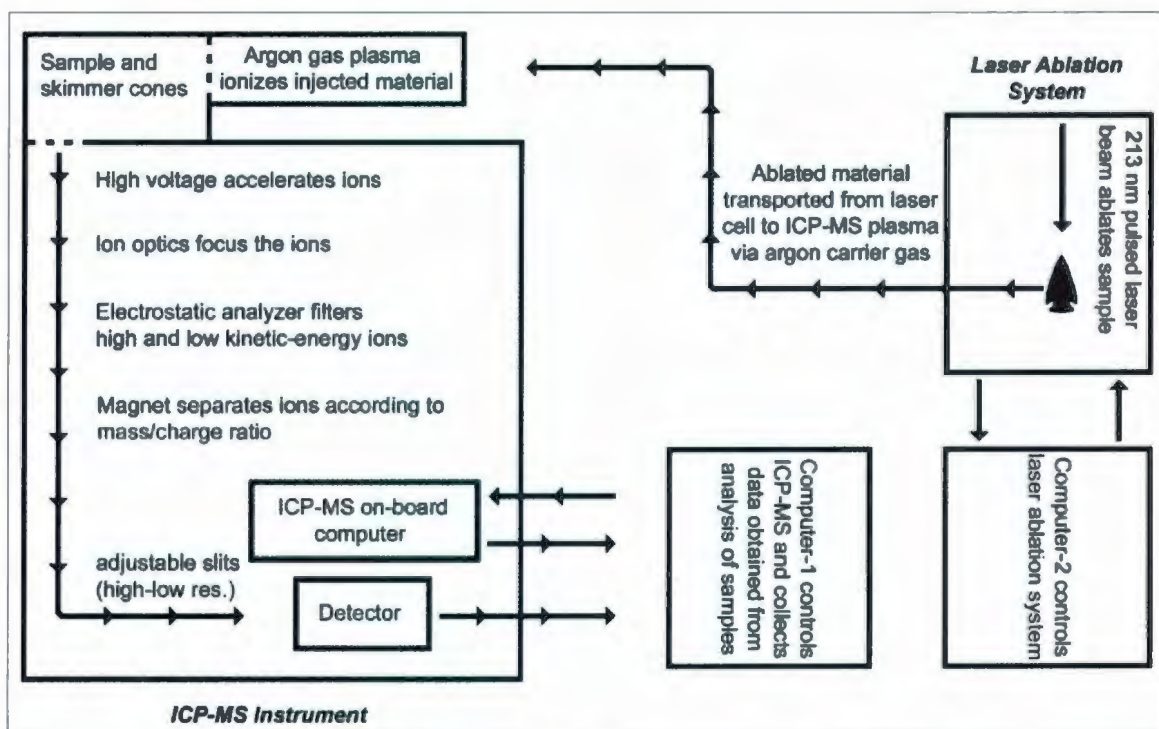 Sample and
skimmer cones
Argon gas plasma
ionizes injected material
High voltage accelerates ions
Ion optics focus the ions
Electrostatic analyzer filters
high and low kinetic-energy ions
Magnet separates ions according to
mass/charge ratio
adjustable slits
(high-low res.)
ICP-MS on-board
computer
Detector
ICP-MS Instrument
Ablated material
transported from laser
cell to ICP-MS plasma
via argon carrier gas
Laser Ablation
System
213 nm pulsed laser
beam ablates sample
Computer-1 controls
ICP-MS and collects
data obtained from
analysis of samples
Computer-2 controls
laser ablation system